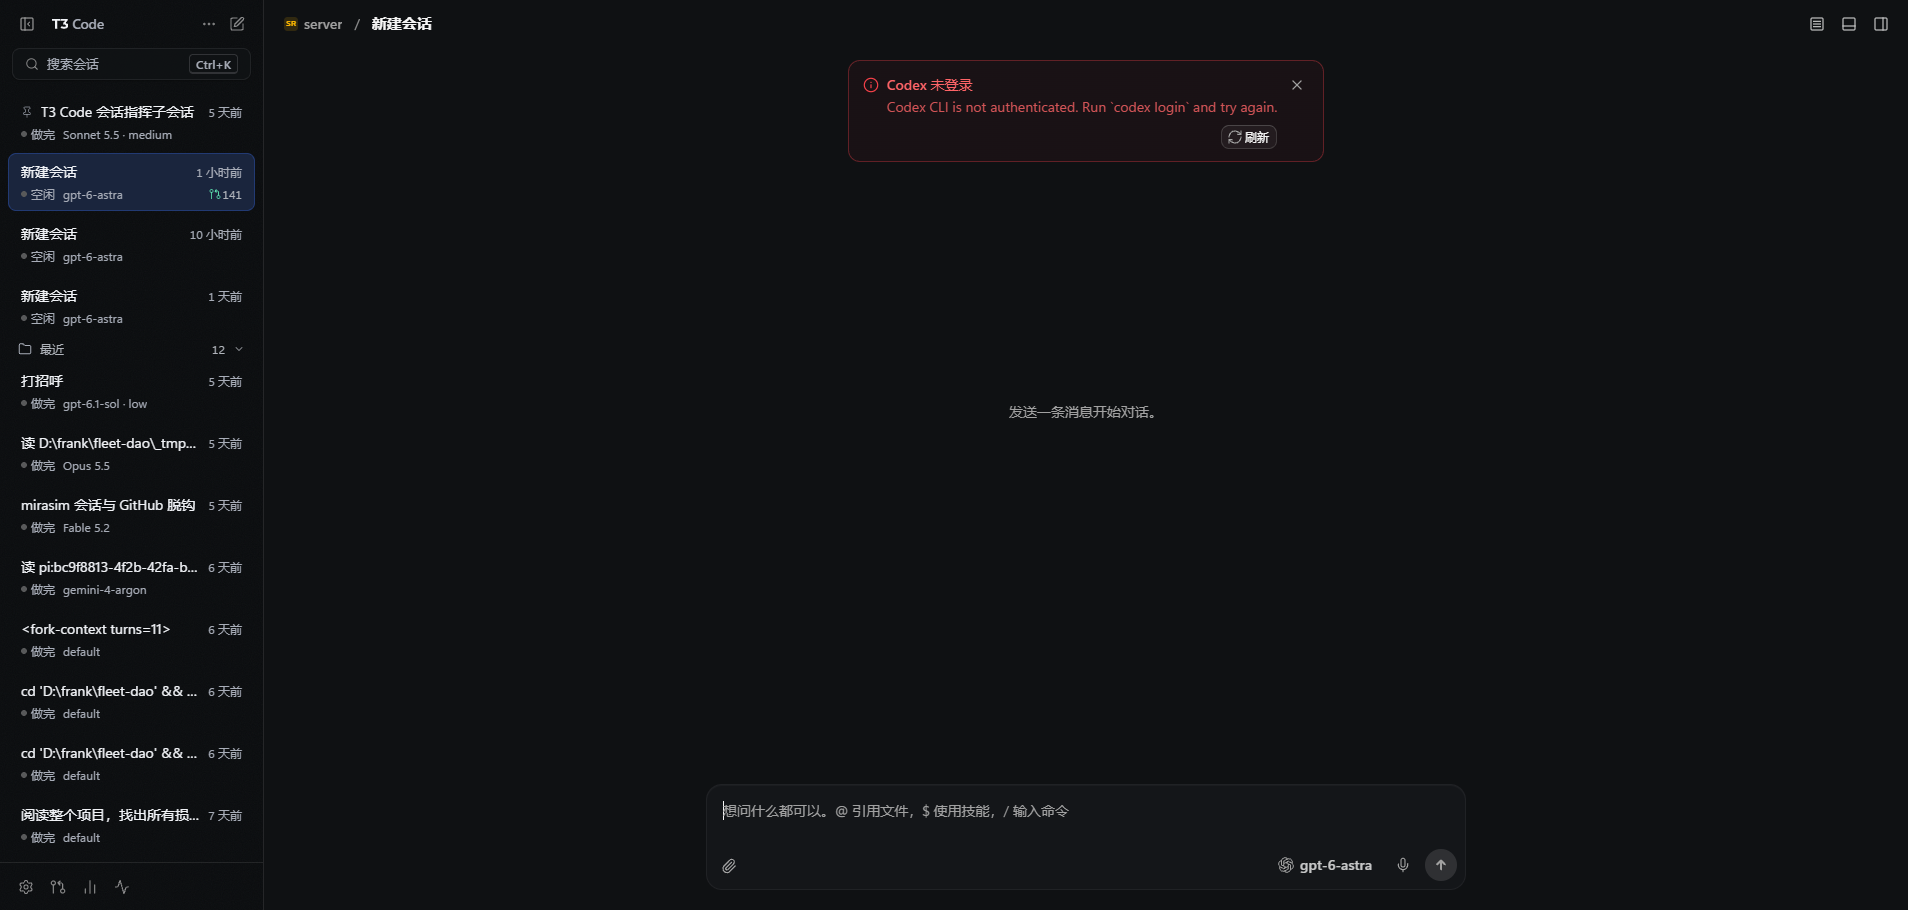 T3 Code
搜索会话
Ctrl+K
T3 Code 会话指挥子会话 5 天前
做完 Sonnet 5.5 · medium
新建会话 1 小时前
空闲 gpt-6-astra 141
新建会话 10 小时前
空闲 gpt-6-astra
新建会话 1 天前
空闲 gpt-6-astra
最近 12
打招呼 5 天前
做完 gpt-6.1-sol · low
读 D:\frank\fleet-dao\_tmp... 5 天前
做完 Opus 5.5
mirasim 会话与 GitHub 脱钩 5 天前
做完 Fable 5.2
读 pi:bc9f8813-4f2b-42fa-b... 6 天前
做完 gemini-4-argon
<fork-context turns=11> 6 天前
做完 default
cd 'D:\frank\fleet-dao' && ... 6 天前
做完 default
cd 'D:\frank\fleet-dao' && ... 6 天前
做完 default
阅读整个项目，找出所有损... 7 天前
做完 default
SR server / 新建会话
Codex 未登录
Codex CLI is not authenticated. Run `codex login` and try again.
刷新
发送一条消息开始对话。
想问什么都可以。@ 引用文件，$ 使用技能，/ 输入命令
gpt-6-astra